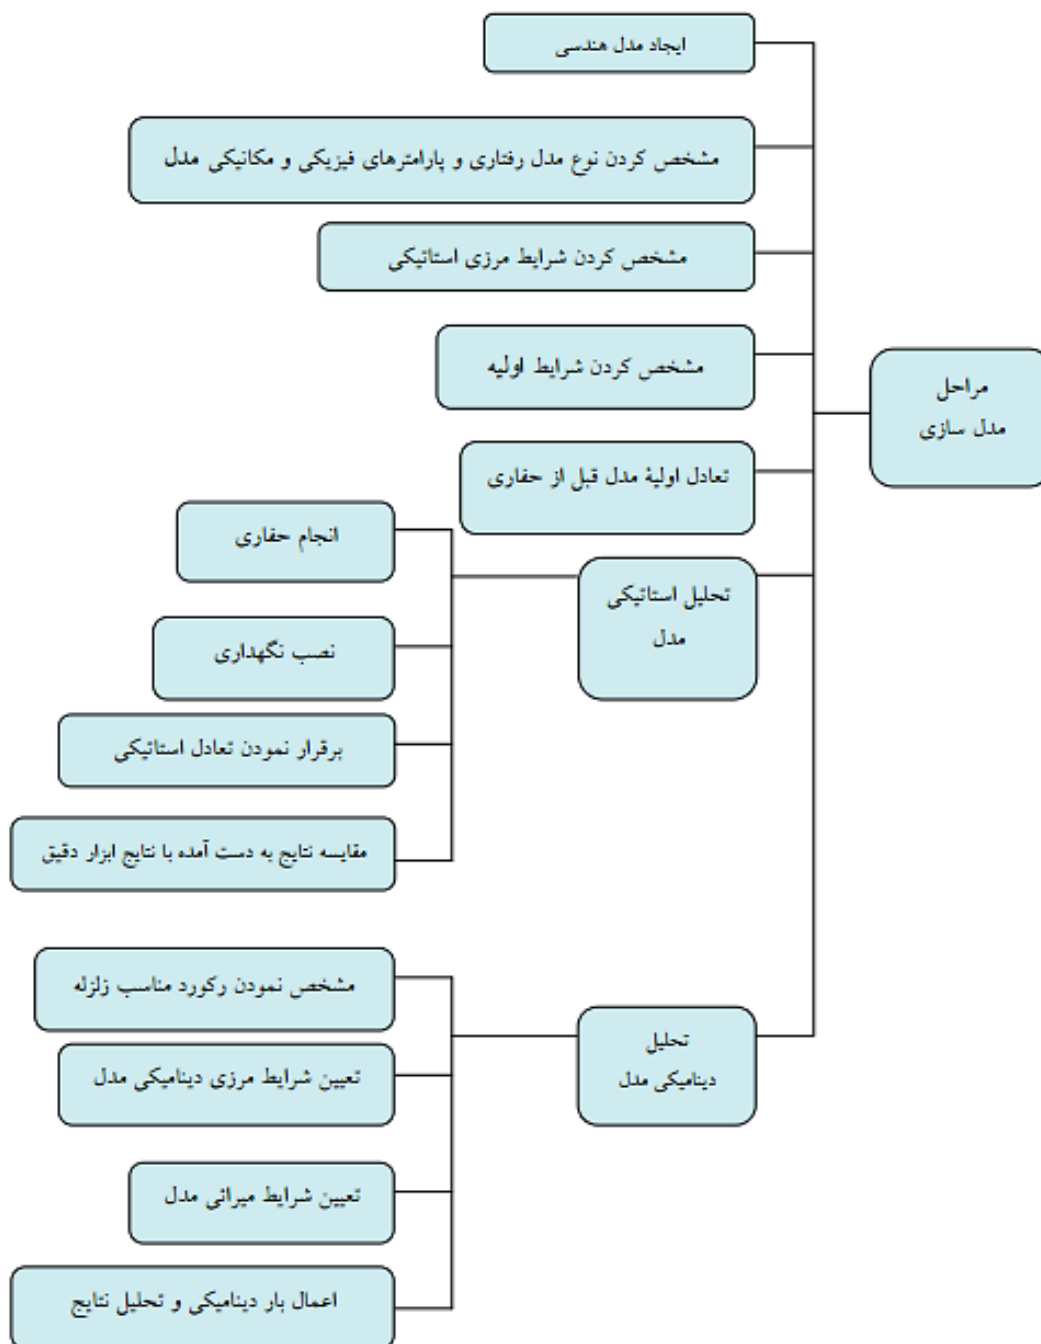 مراحل
مدل سازی
ایجاد مدل هندسی
مشخص کردن نوع مدل رفتاری و پارامترهای فیزیکی و مکانیکی مدل
مشخص کردن شرایط مرزی استاتیکی
مشخص کردن شرایط اولیه
تعادل اولیهٔ مدل قبل از حفاری
تحلیل استاتیکی
مدل
انجام حفاری
نصب نگهداری
برقرار نمودن تعادل استاتیکی
مقایسه نتایج به دست آمده با نتایج ابزار دقیق
تحلیل
دینامیکی مدل
مشخص نمودن رکورد مناسب زلزله
تعیین شرایط مرزی دینامیکی مدل
تعیین شرایط میرائی مدل
اعمال بار دینامیکی و تحلیل نتایج